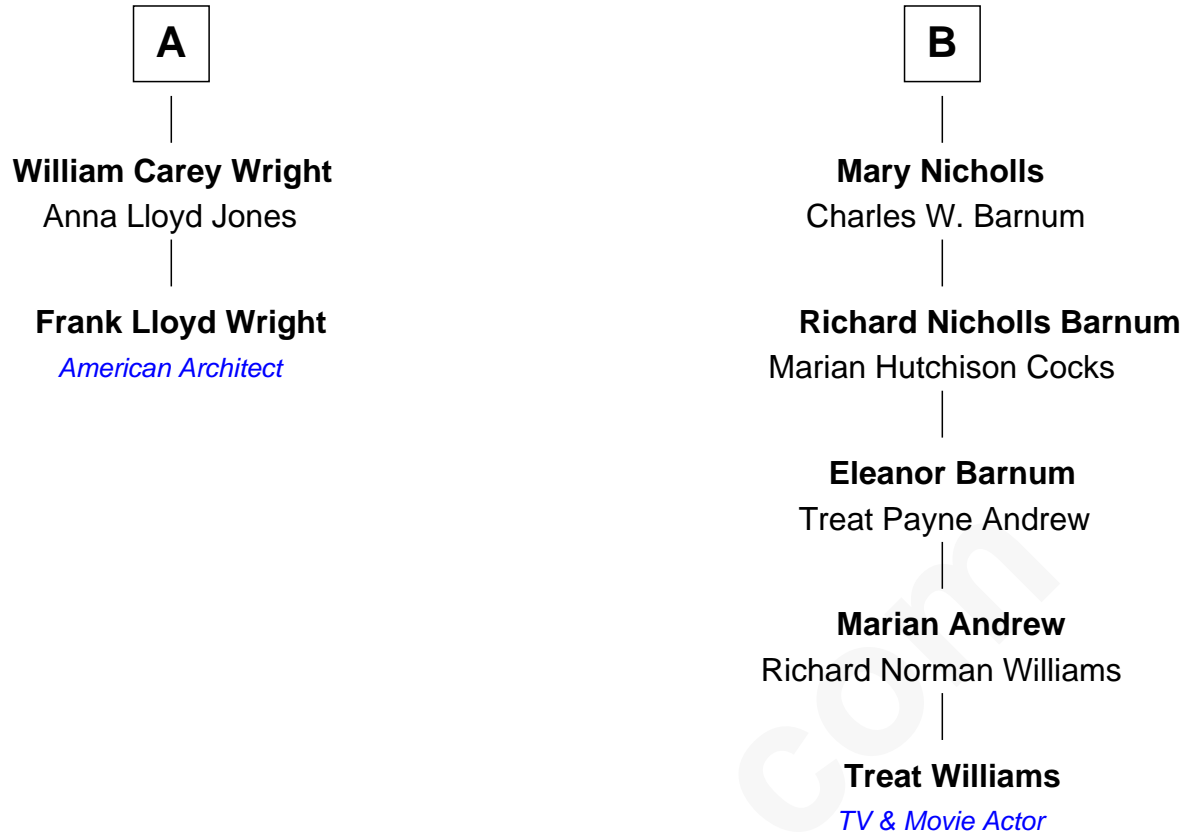 A
William Carey Wright
Anna Lloyd Jones
Frank Lloyd Wright
American Architect
B
Mary Nicholls
Charles W. Barnum
Richard Nicholls Barnum
Marian Hutchison Cocks
Eleanor Barnum
Treat Payne Andrew
Marian Andrew
Richard Norman Williams
Treat Williams
TV & Movie Actor
com